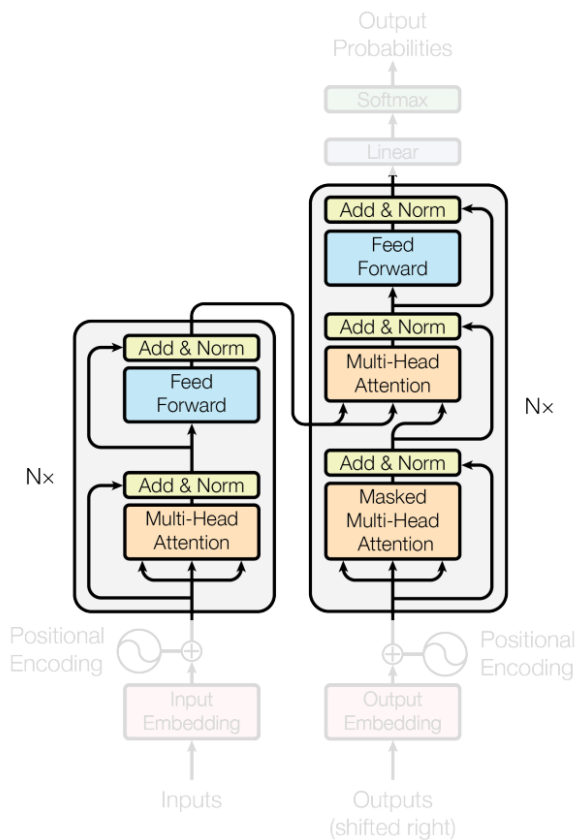 Output
Probabilities
Softmax
Linear
Add & Norm
Feed
Forward
Add & Norm
Multi-Head
Attention
Add & Norm
Masked
Multi-Head
Attention
N×
Add & Norm
Feed
Forward
Add & Norm
Multi-Head
Attention
N×
Positional
Encoding
Input
Embedding
Inputs
Positional
Encoding
Output
Embedding
Outputs
(shifted right)